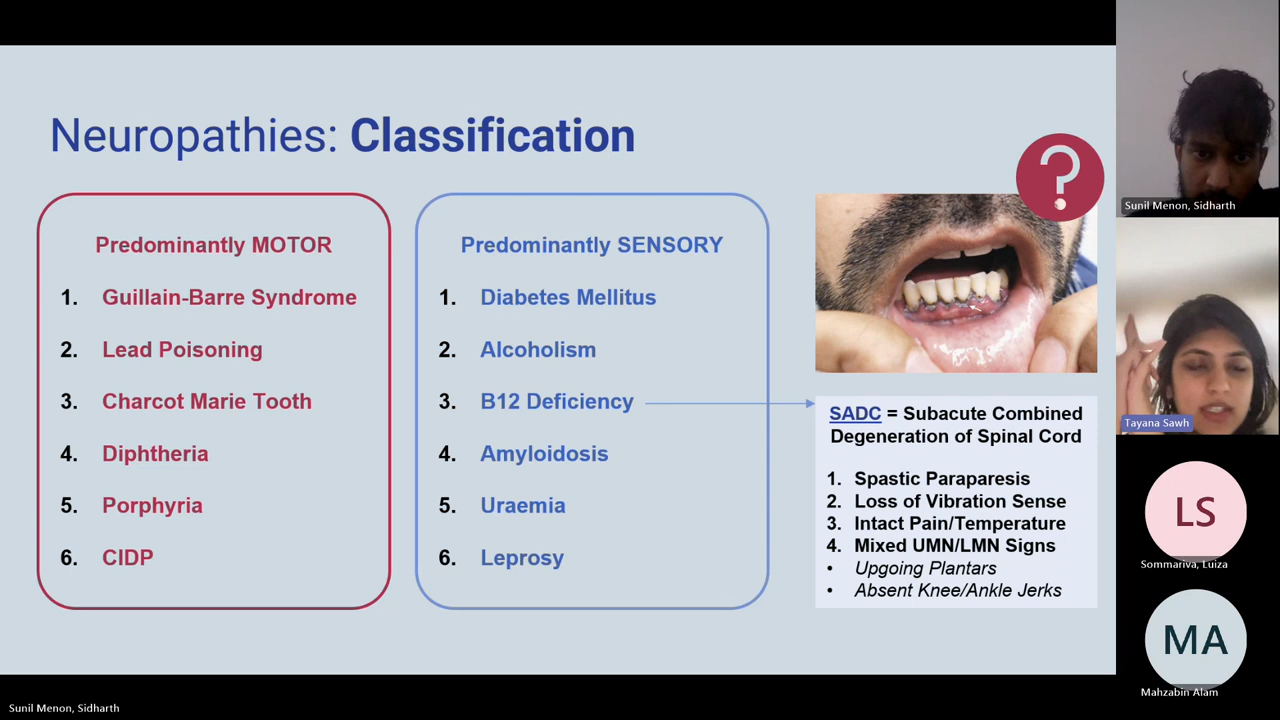 Neuropathies: Classification
Predominantly MOTOR
1. Guillain-Barre Syndrome
2. Lead Poisoning
3. Charcot Marie Tooth
4. Diphtheria
5. Porphyria
6. CIDP
Predominantly SENSORY
1. Diabetes Mellitus
2. Alcoholism
3. B12 Deficiency
4. Amyloidosis
5. Uraemia
6. Leprosy
?
SADC = Subacute Combined
Degeneration of Spinal Cord
1. Spastic Paraparesis
2. Loss of Vibration Sense
3. Intact Pain/Temperature
4. Mixed UMN/LMN Signs
• Upgoing Plantars
• Absent Knee/Ankle Jerks
Sunil Menon, Sidharth
Tayana Sawh
LS
Sommariva, Luiza
MA
Mahzabin Alam
Sunil Menon, Sidharth